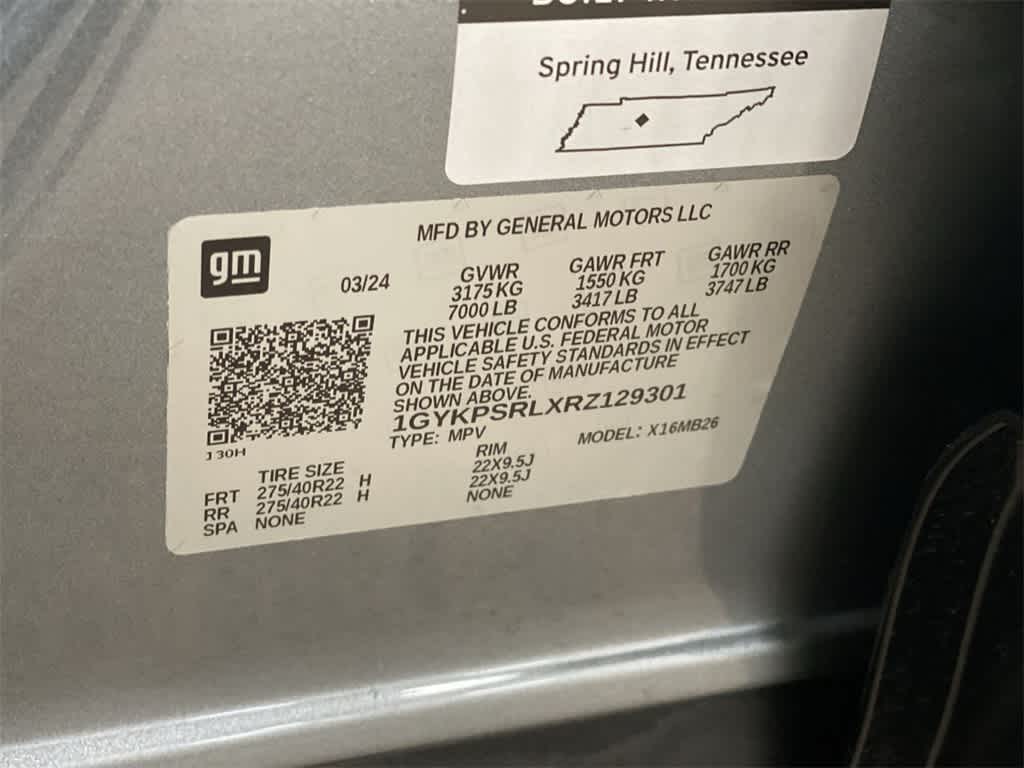 Spring Hill, Tennessee
gm
MFD BY GENERAL MOTORS LLC
03/24
GVWR
3175 KG
7000 LB
GAWR FRT
1550 KG
3417 LB
GAWR RR
1700 KG
3747 LB
THIS VEHICLE CONFORMS TO ALL
APPLICABLE U.S. FEDERAL MOTOR
VEHICLE SAFETY STANDARDS IN EFFECT
ON THE DATE OF MANUFACTURE
SHOWN ABOVE.
1GYKPSRLXRZ129301
TYPE: MPV
MODEL: X16MB26
130H
TIRE SIZE RIM
FRT 275/40R22 H 22X9.5J
RR 275/40R22 H 22X9.5J
SPA NONE NONE